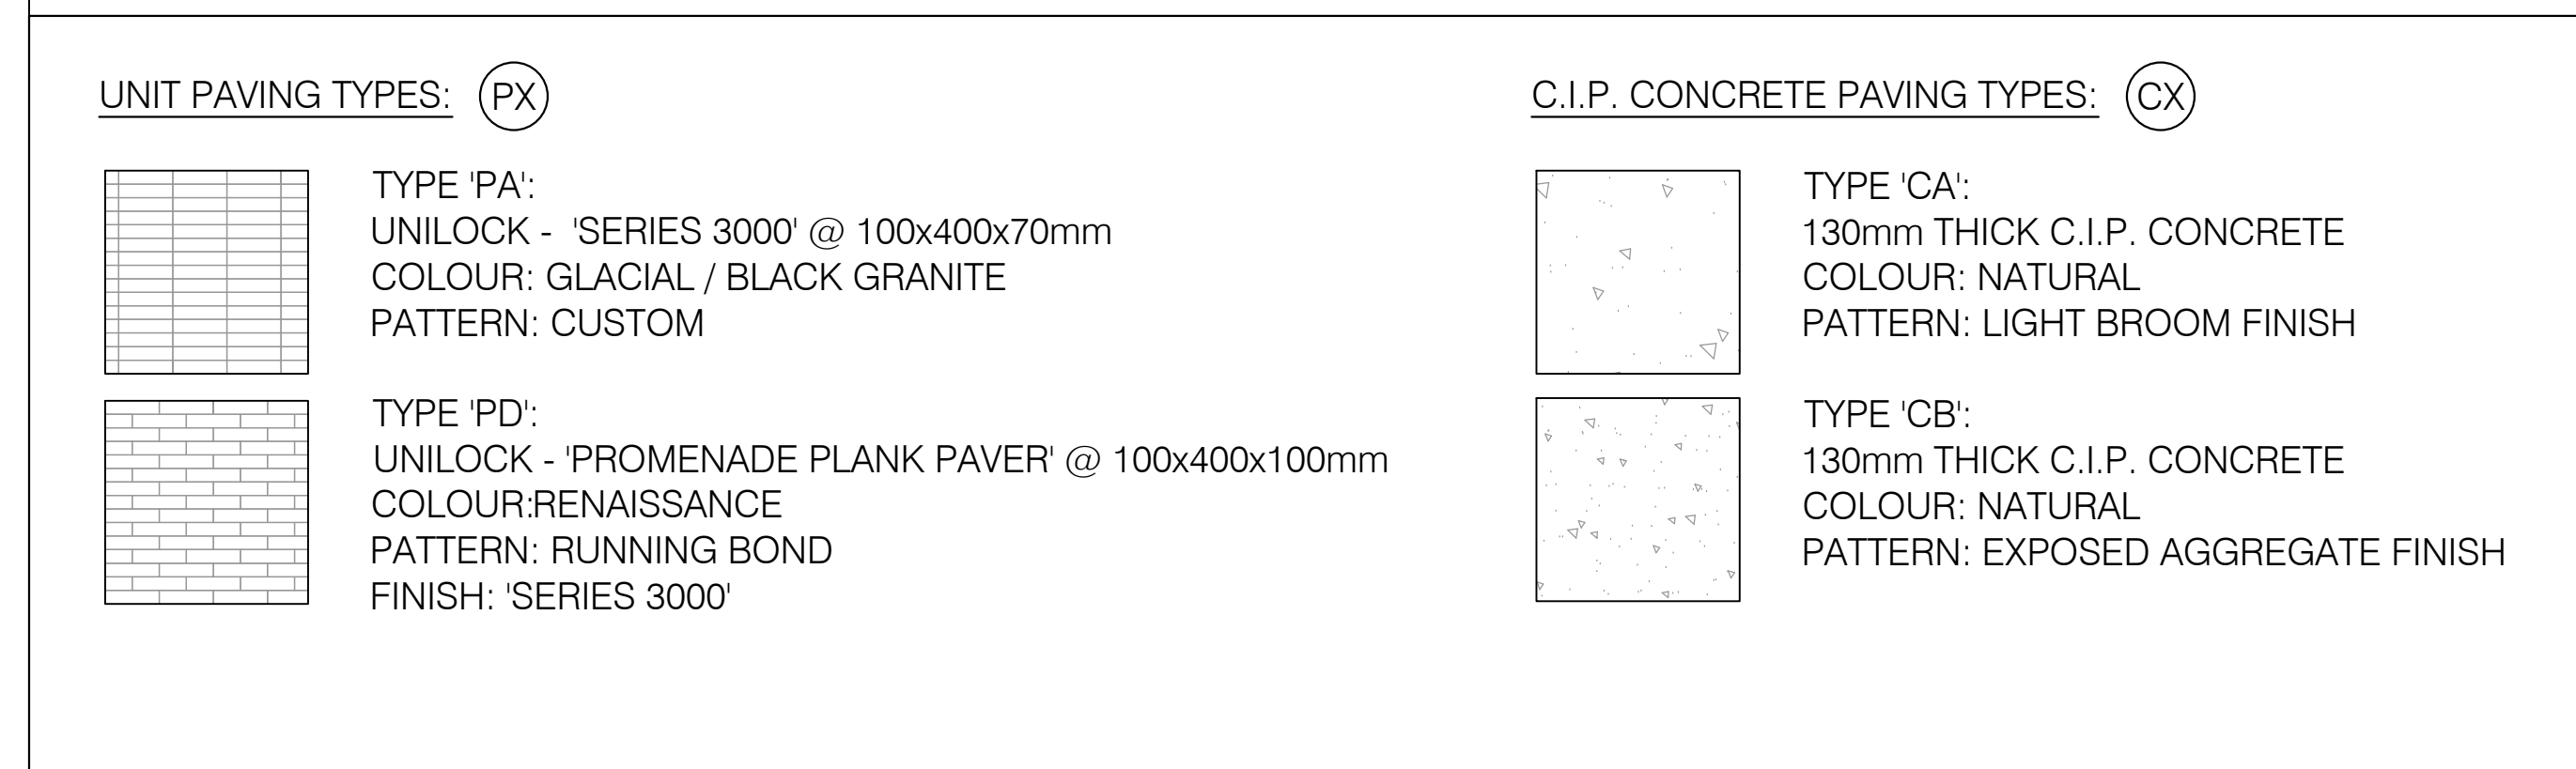 UNIT PAVING TYPES: PX
TYPE 'PA':
UNILOCK - 'SERIES 3000' @ 100x400x70mm
COLOUR: GLACIAL / BLACK GRANITE
PATTERN: CUSTOM
TYPE 'PD':
UNILOCK - 'PROMENADE PLANK PAVER' @ 100x400x100mm
COLOUR:RENAISSANCE
PATTERN: RUNNING BOND
FINISH: 'SERIES 3000'
C.I.P. CONCRETE PAVING TYPES: CX
TYPE 'CA':
130mm THICK C.I.P. CONCRETE
COLOUR: NATURAL
PATTERN: LIGHT BROOM FINISH
TYPE 'CB':
130mm THICK C.I.P. CONCRETE
COLOUR: NATURAL
PATTERN: EXPOSED AGGREGATE FINISH